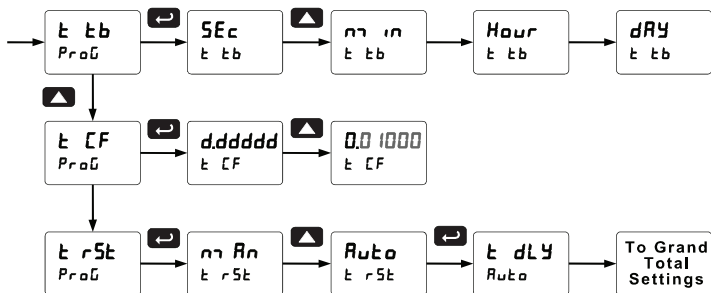 t tb
ProG
SEc
t tb
min
t tb
Hour
t tb
dAY
t tb
t CF
ProG
d.ddddd
t CF
0.01000
t CF
t rSt
ProG
mAn
t rSt
Auto
t rSt
t dLY
Auto
To Grand
Total
Settings